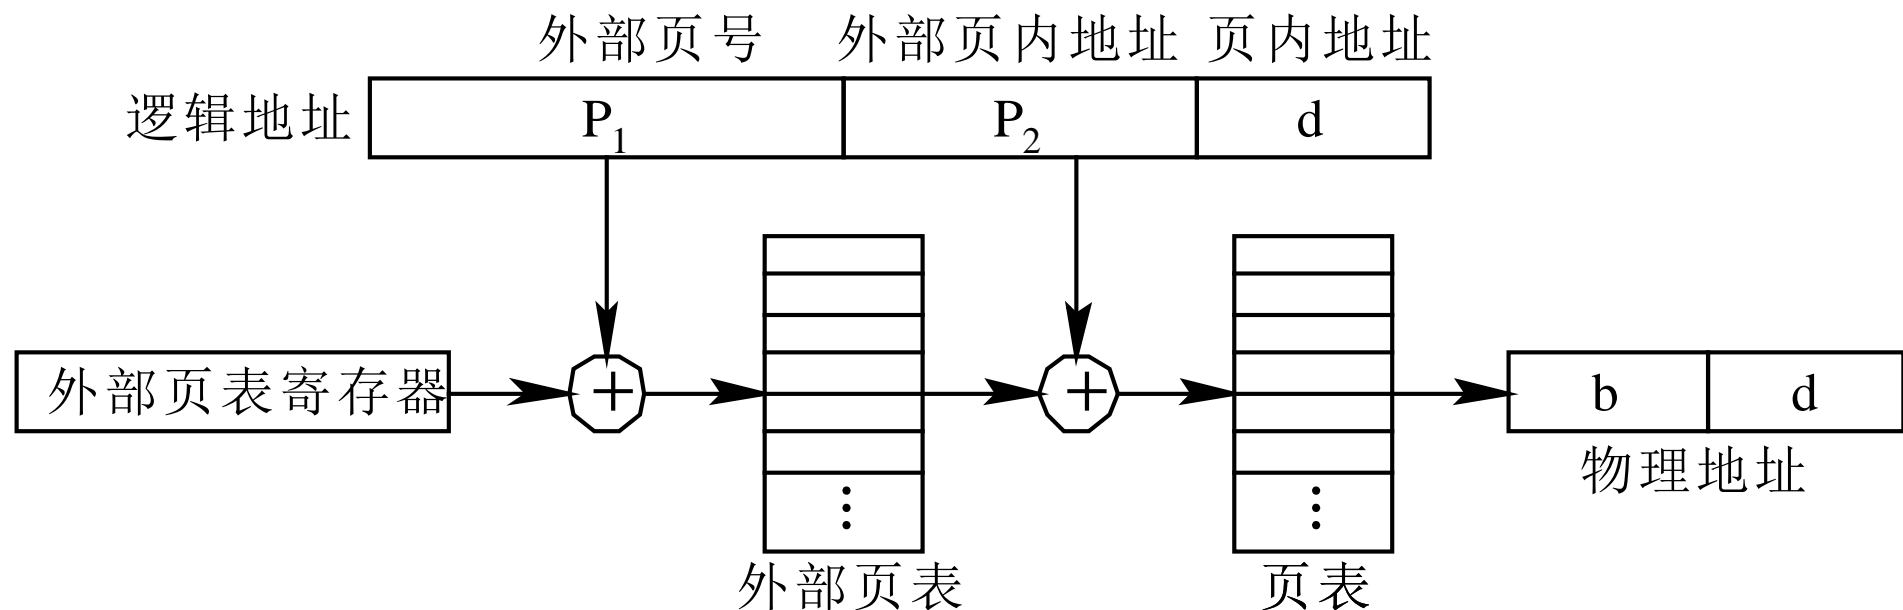 外部页号 外部页内地址 页内地址
逻辑地址 P1 P2 d
外部页表寄存器 + + b d
物理地址
外部页表 页表